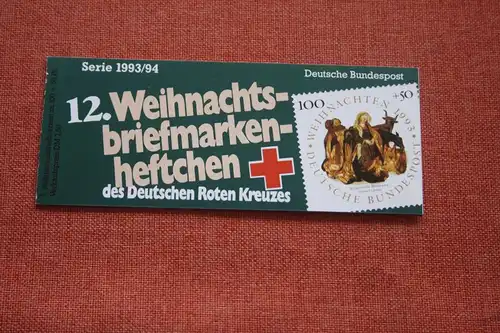 Serie 1993/94
Deutsche Bundespost
12. Weihnachts-
briefmarken-
heftchen
des Deutschen Roten Kreuzes
100 +50
WEIHNACHTEN 1993
DEUTSCHE BUNDESPOST